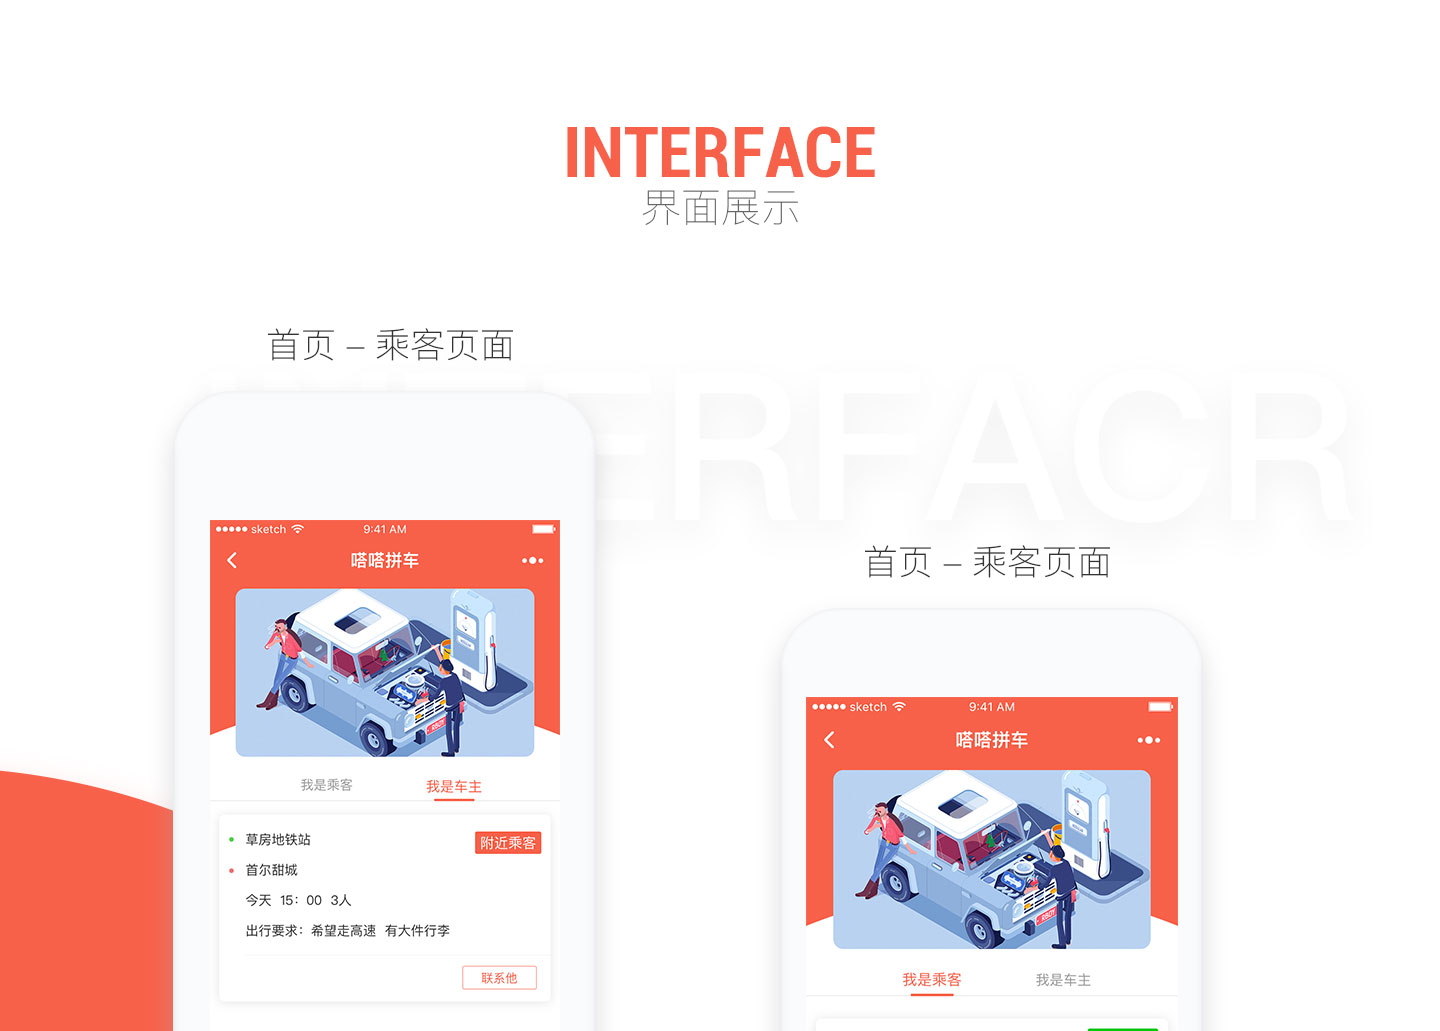 INTERFACE
界面展示
首页 – 乘客页面
INTERFACR
sketch 9:41 AM
嗒嗒拼车
我是乘客 我是车主
草房地铁站 附近乘客
首尔甜城
今天 15：00 3人
出行要求：希望走高速 有大件行李
联系他
首页 – 乘客页面
sketch 9:41 AM
嗒嗒拼车
我是乘客 我是车主